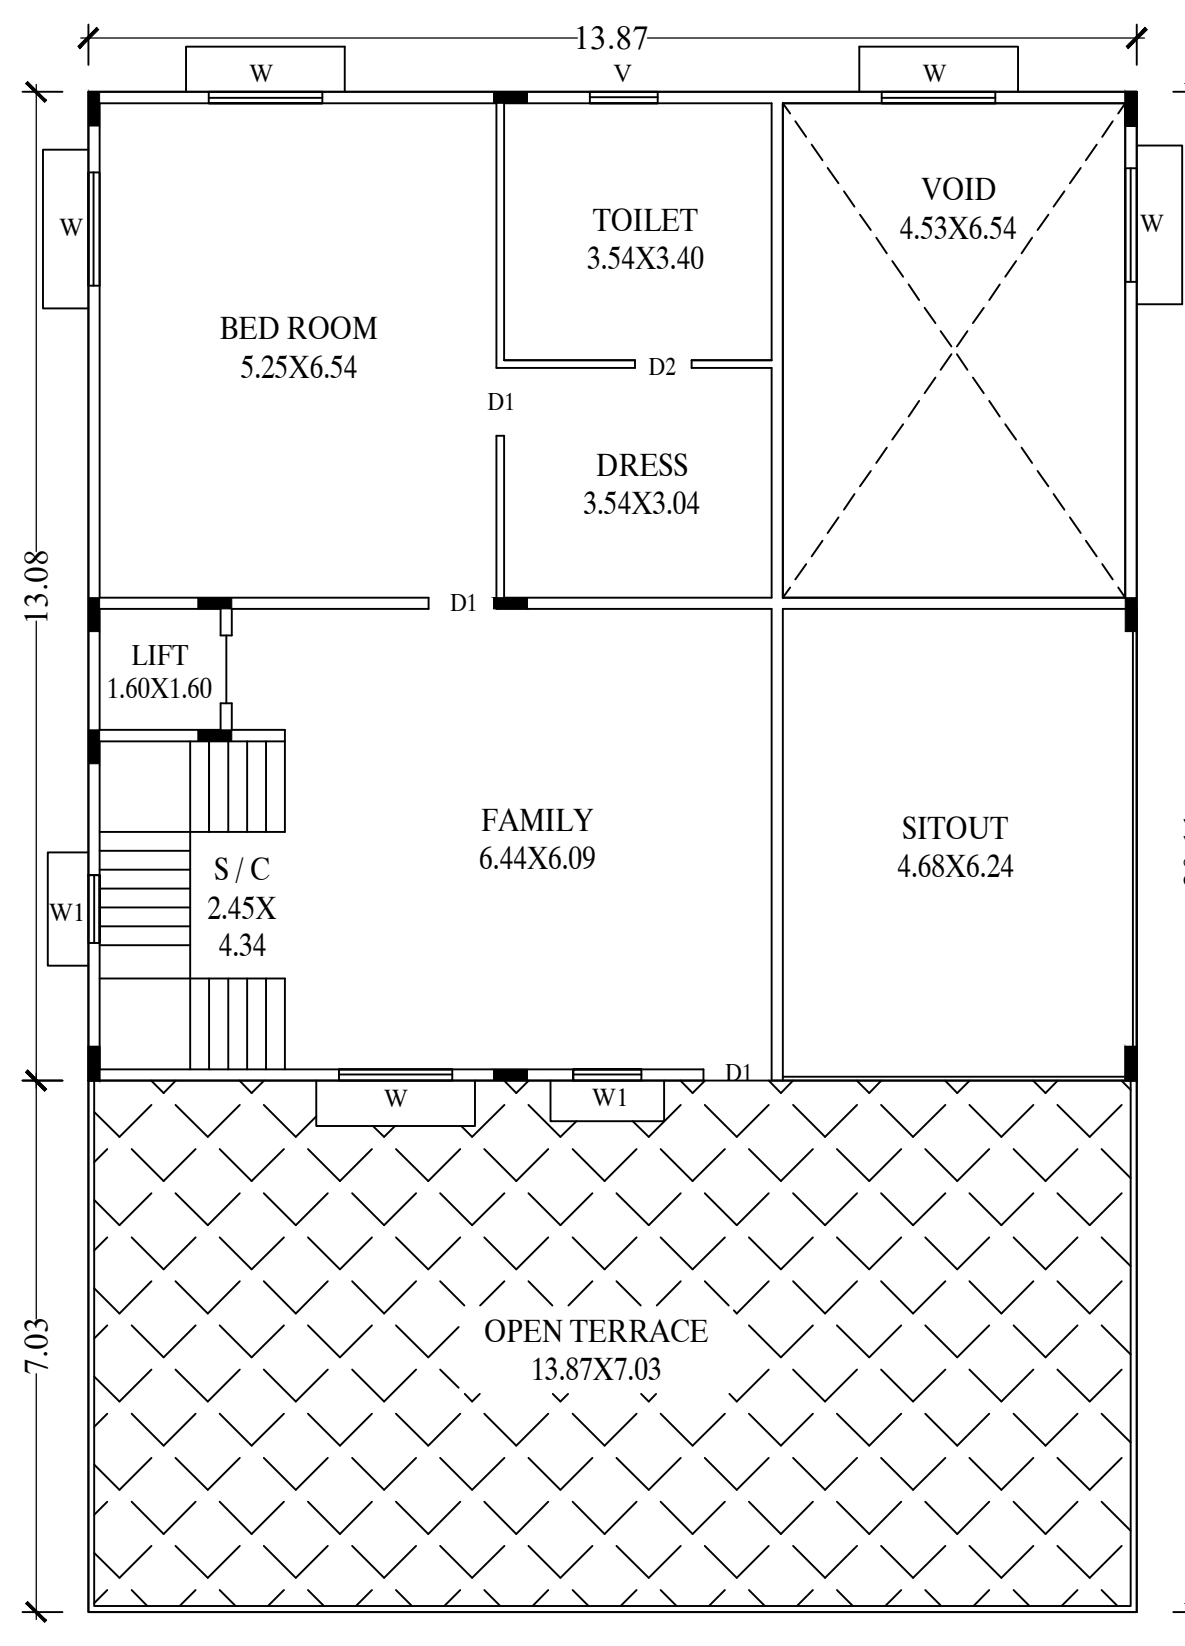 13.87
W
V
W
W
W
VOID
4.53X6.54
TOILET
3.54X3.40
BED ROOM
5.25X6.54
D2
D1
DRESS
3.54X3.04
13.08
D1
LIFT
1.60X1.60
FAMILY
6.44X6.09
SITOUT
4.68X6.24
S / C
2.45X
4.34
W1
D1
W
W1
OPEN TERRACE
13.87X7.03
7.03